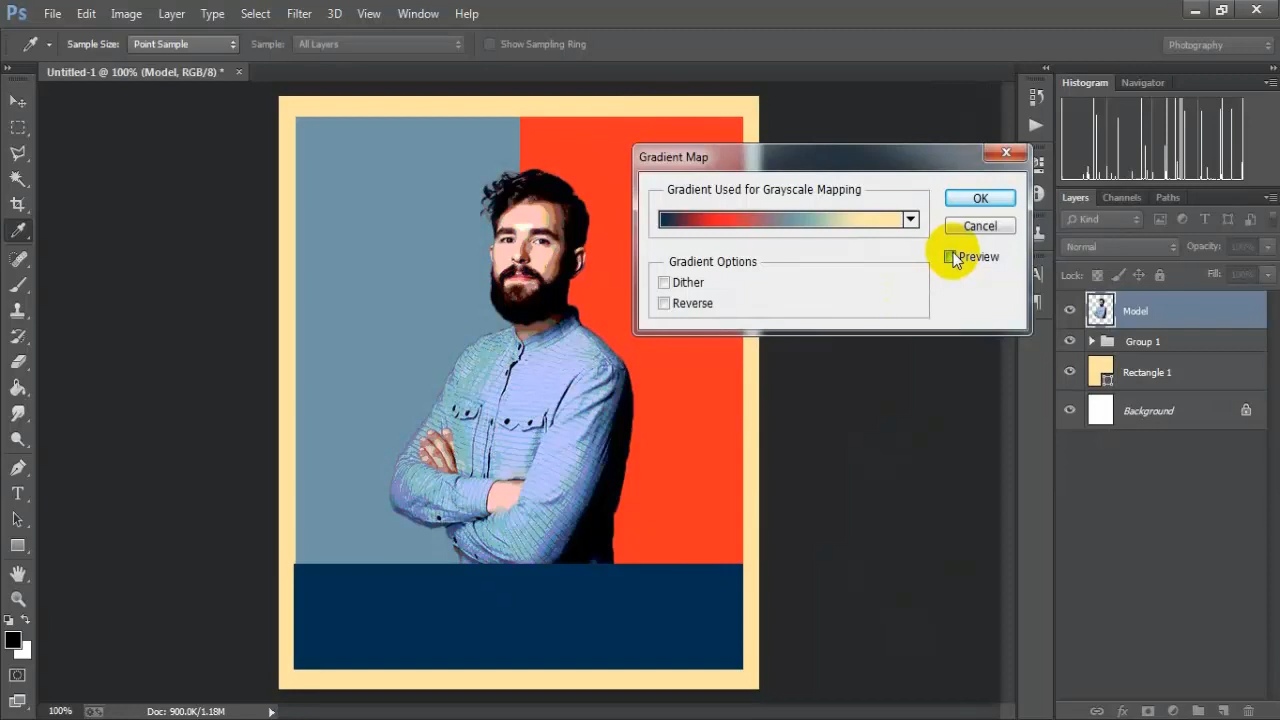 Ps File Edit Image Layer Type Select Filter 3D View Window Help
Sample Size: Point Sample Sample: All Layers Show Sampling Ring Photography
Untitled-1 @ 100% (Model, RGB/8) * ×
Histogram Navigator
Gradient Map
Gradient Used for Grayscale Mapping
OK
Cancel
Preview
Gradient Options
Dither
Reverse
Layers Channels Paths
Kind
Normal Opacity: 100%
Lock: Fill: 100%
Model
Group 1
Rectangle 1
Background
100% Doc: 900.0K/1.18M